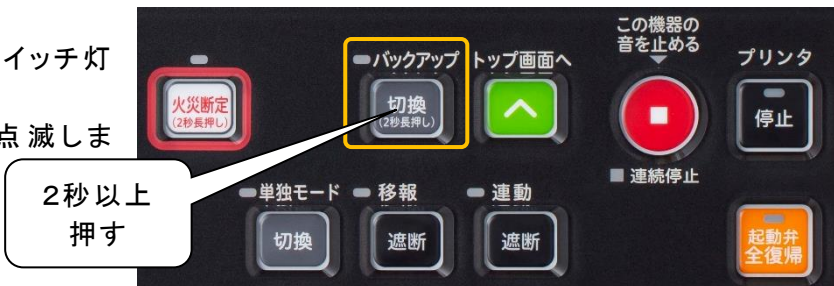 イッチ灯
点滅しま
2秒以上
押す
火災断定
(2秒長押し)
バックアップ
切換
(2秒長押し)
トップ画面へ
この機器の
音を止める
連続停止
プリンタ
停止
単独モード
切換
移報
遮断
連動
遮断
起動弁
全復帰